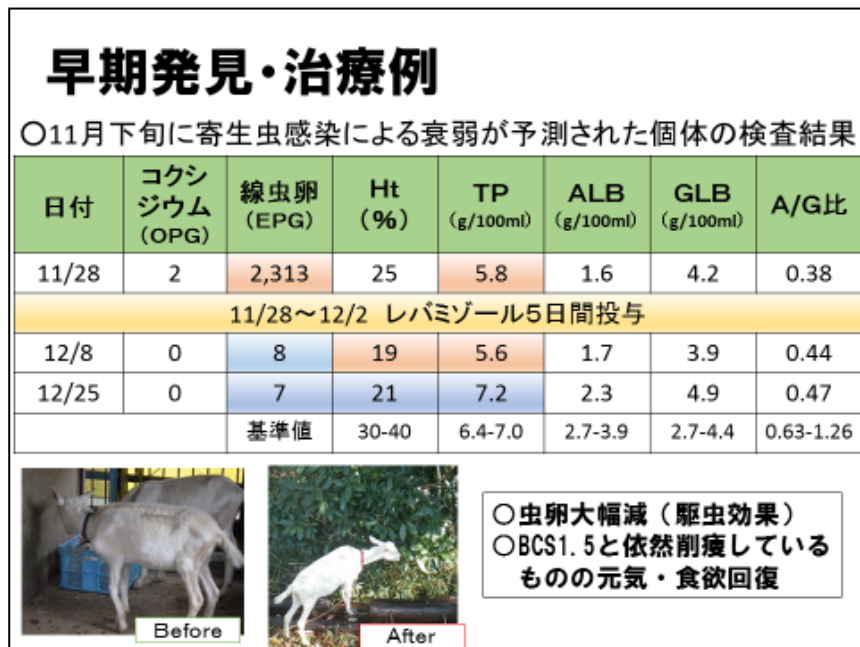 早期発見・治療例
〇11月下旬に寄生虫感染による衰弱が予測された個体の検査結果
日付 コクシジウム(OPG) 線虫卵(EPG) Ht(%) TP(g/100ml) ALB(g/100ml) GLB(g/100ml) A/G比
11/28 2 2,313 25 5.8 1.6 4.2 0.38
11/28～12/2 レバミゾール５日間投与
12/8 0 8 19 5.6 1.7 3.9 0.44
12/25 0 7 21 7.2 2.3 4.9 0.47
基準値 30-40 6.4-7.0 2.7-3.9 2.7-4.4 0.63-1.26
Before
After
〇虫卵大幅減（駆虫効果）
〇BCS1.5と依然削痩している
ものの元気・食欲回復